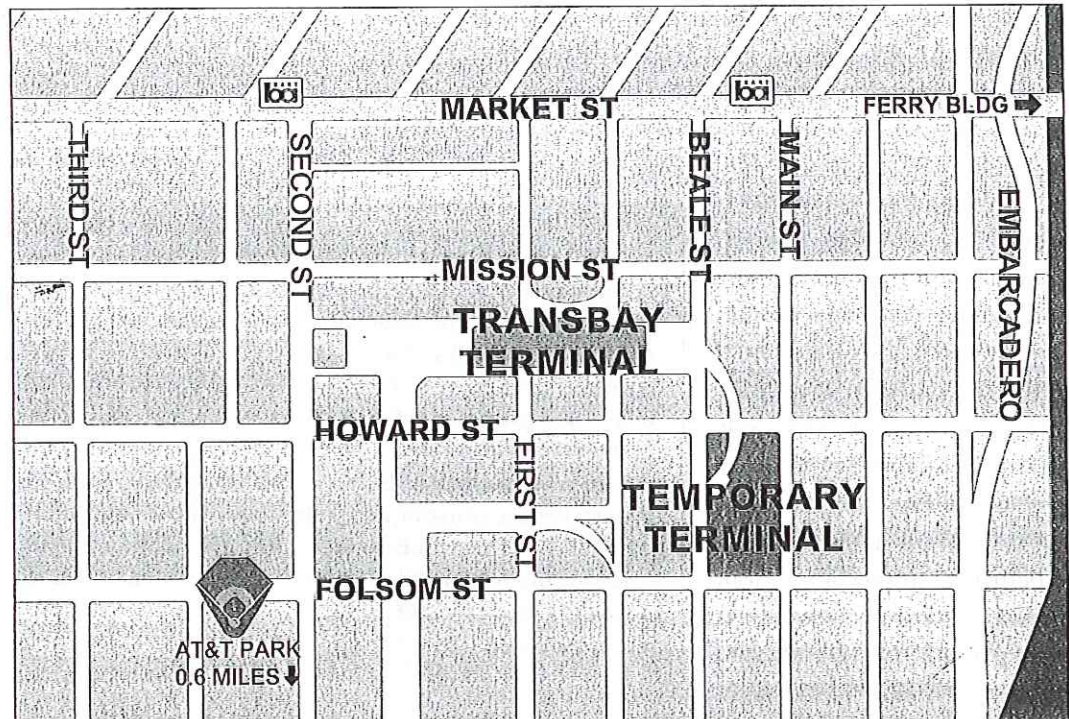 MARKET ST
FERRY BLDG
THIRD ST
SECOND ST
BEALE ST
MAIN ST
EMBARCADERO
MISSION ST
TRANSBAY
TERMINAL
HOWARD ST
FIRST ST
TEMPORARY
TERMINAL
FOLSOM ST
AT&T PARK
0.6 MILES